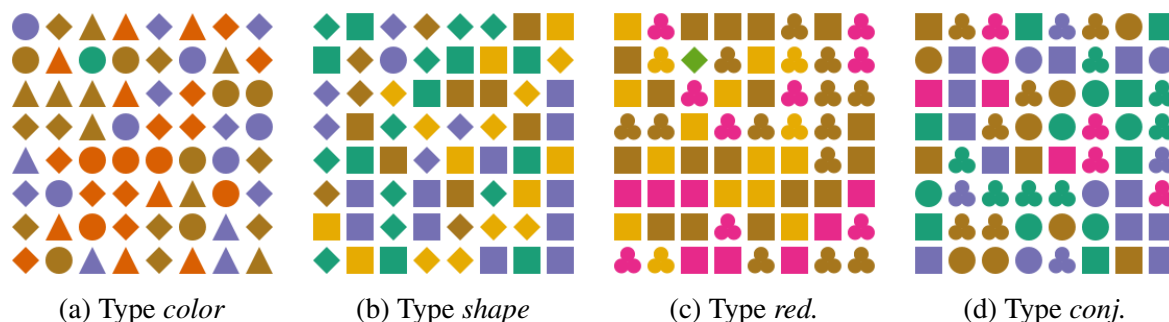 (a) Type color
(b) Type shape
(c) Type red.
(d) Type conj.